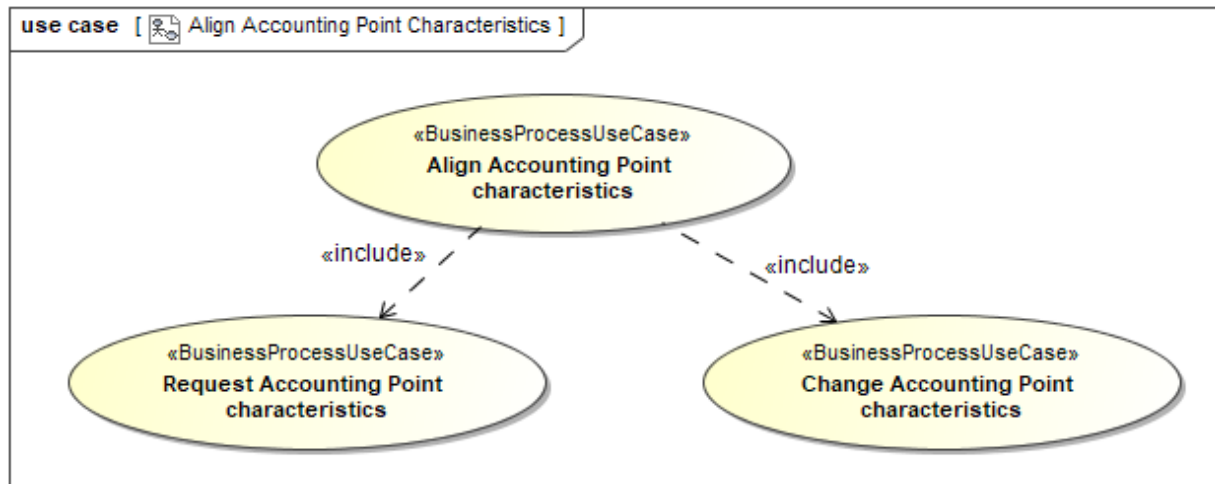 use case [ Align Accounting Point Characteristics ]
«BusinessProcessUseCase»
Align Accounting Point
characteristics
«include»
«include»
«BusinessProcessUseCase»
Request Accounting Point
characteristics
«BusinessProcessUseCase»
Change Accounting Point
characteristics